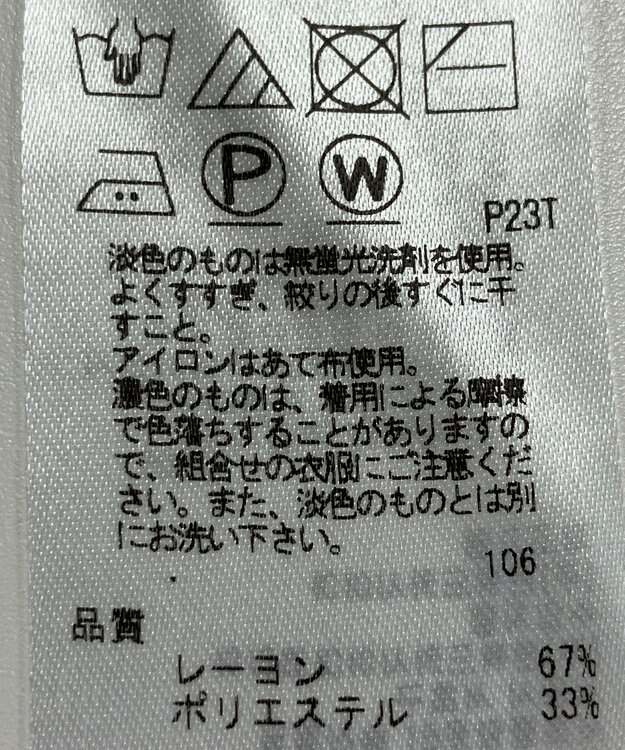 P W P23T
淡色のものは無蛍光洗剤を使用。
よくすすぎ、絞りの後すぐに干
すこと。
アイロンはあて布使用。
濃色のものは、着用による摩擦
で色落ちすることがありますの
で、組合せの衣服にご注意くだ
さい。また、淡色のものとは別
にお洗い下さい。
106
品質
レーヨン 67%
ポリエステル 33%